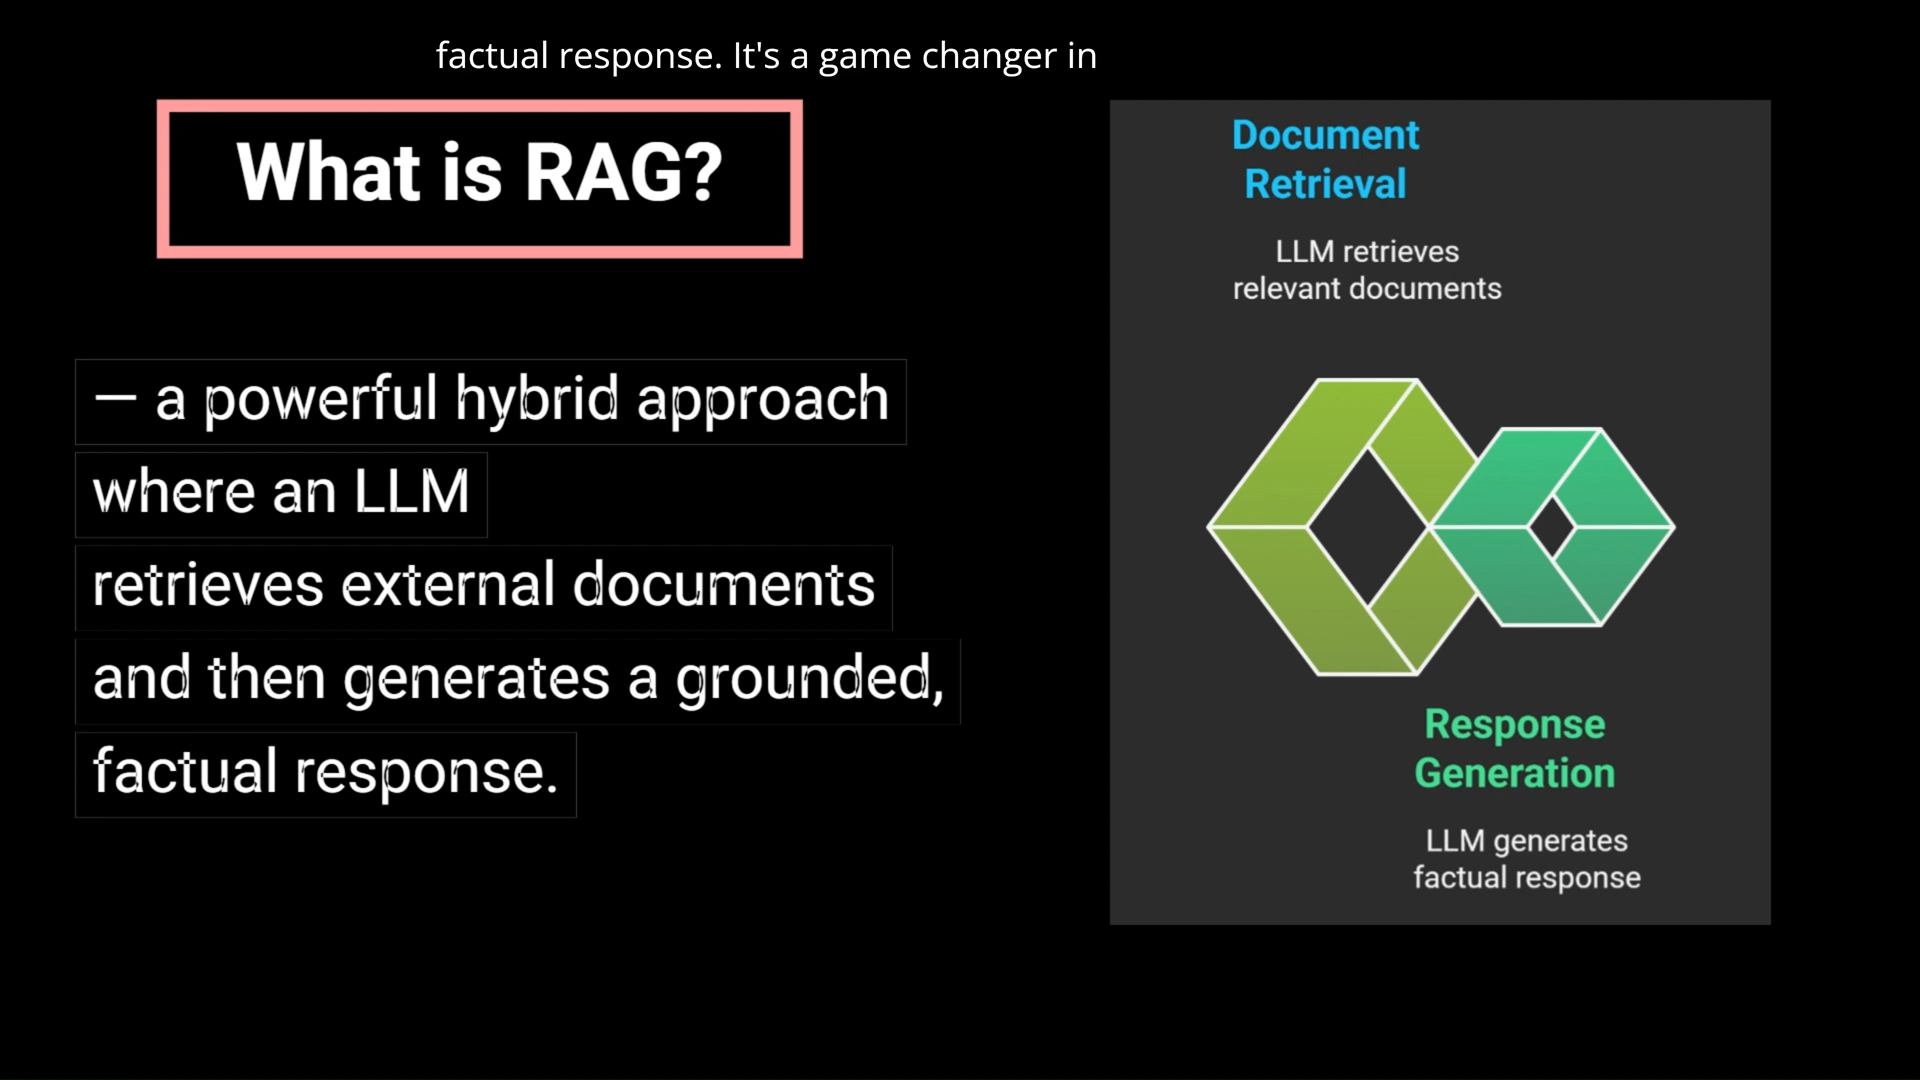 factual response. It's a game changer in
What is RAG?
— a powerful hybrid approach
where an LLM
retrieves external documents
and then generates a grounded,
factual response.
Document
Retrieval
LLM retrieves
relevant documents
Response
Generation
LLM generates
factual response